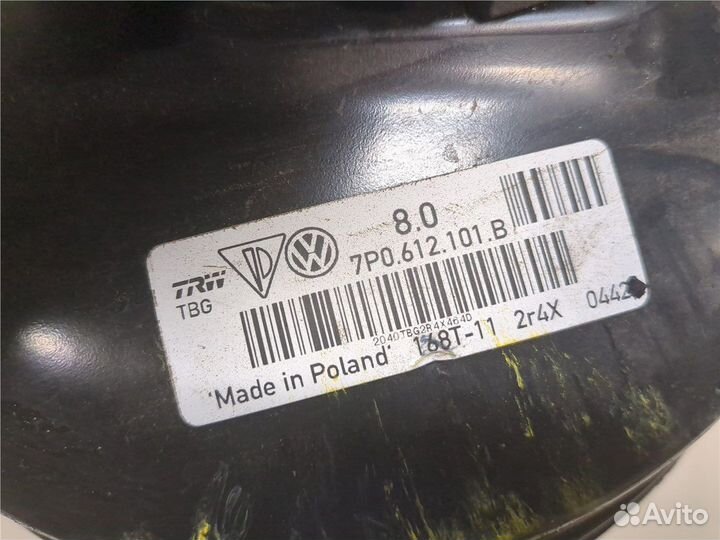 8.0
TRW
7P0.612.101.B
TBG
2040TBG2R4X464D
'Made in Poland' 168T-11 2r4X 0442
Avito